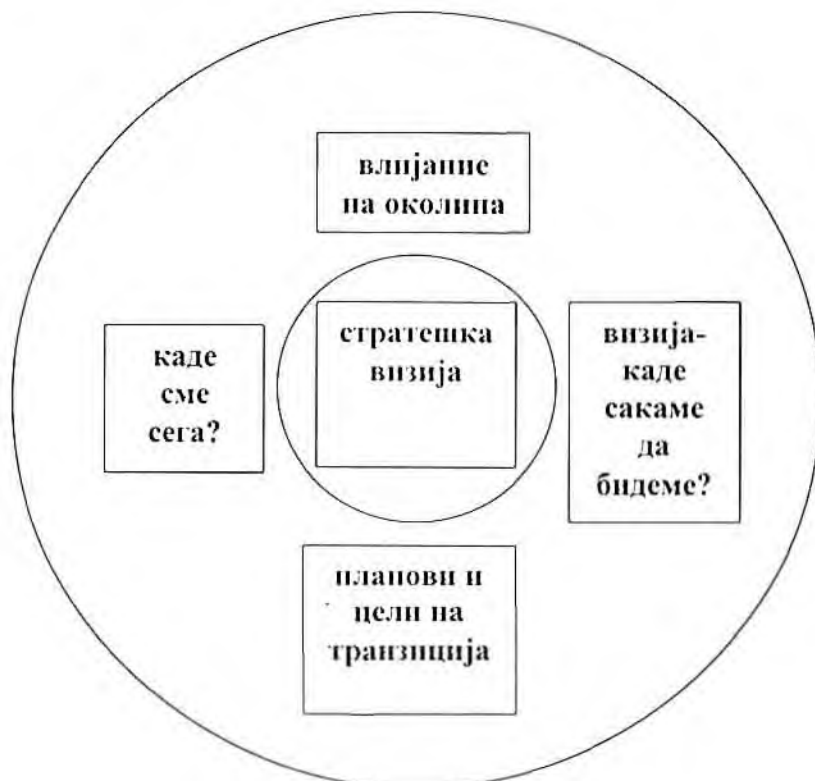 влијание
на околина
каде
сме
сега?
стратешка
визија
визија-
каде
сакаме
да
бидеме?
планови и
цели на
транзиција